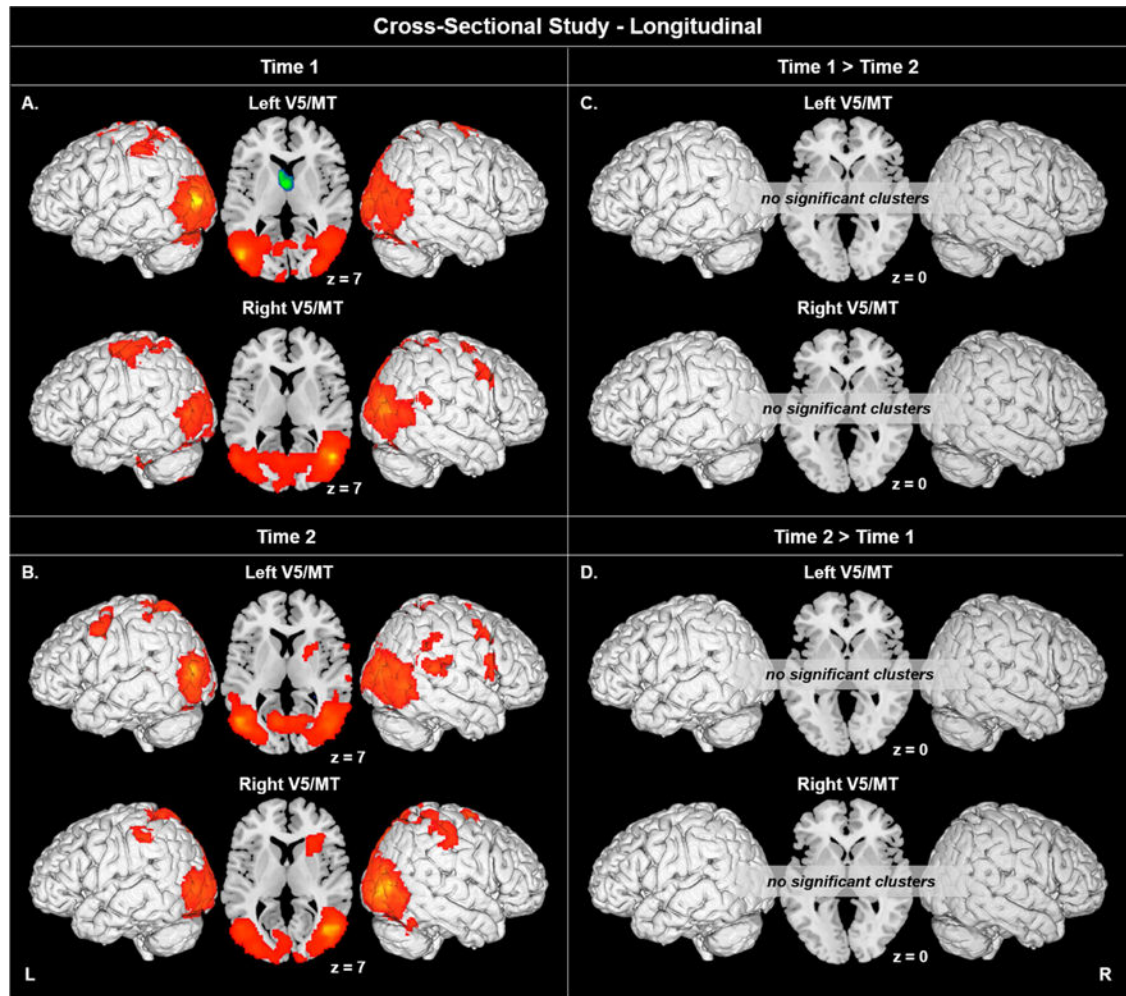 Cross-Sectional Study - Longitudinal
Time 1
Time 1 > Time 2
A.
Left V5/MT
z = 7
Right V5/MT
z = 7
C.
Left V5/MT
no significant clusters
z = 0
Right V5/MT
no significant clusters
z = 0
Time 2
Time 2 > Time 1
B.
Left V5/MT
z = 7
Right V5/MT
z = 7
L
D.
Left V5/MT
no significant clusters
z = 0
Right V5/MT
no significant clusters
z = 0
R